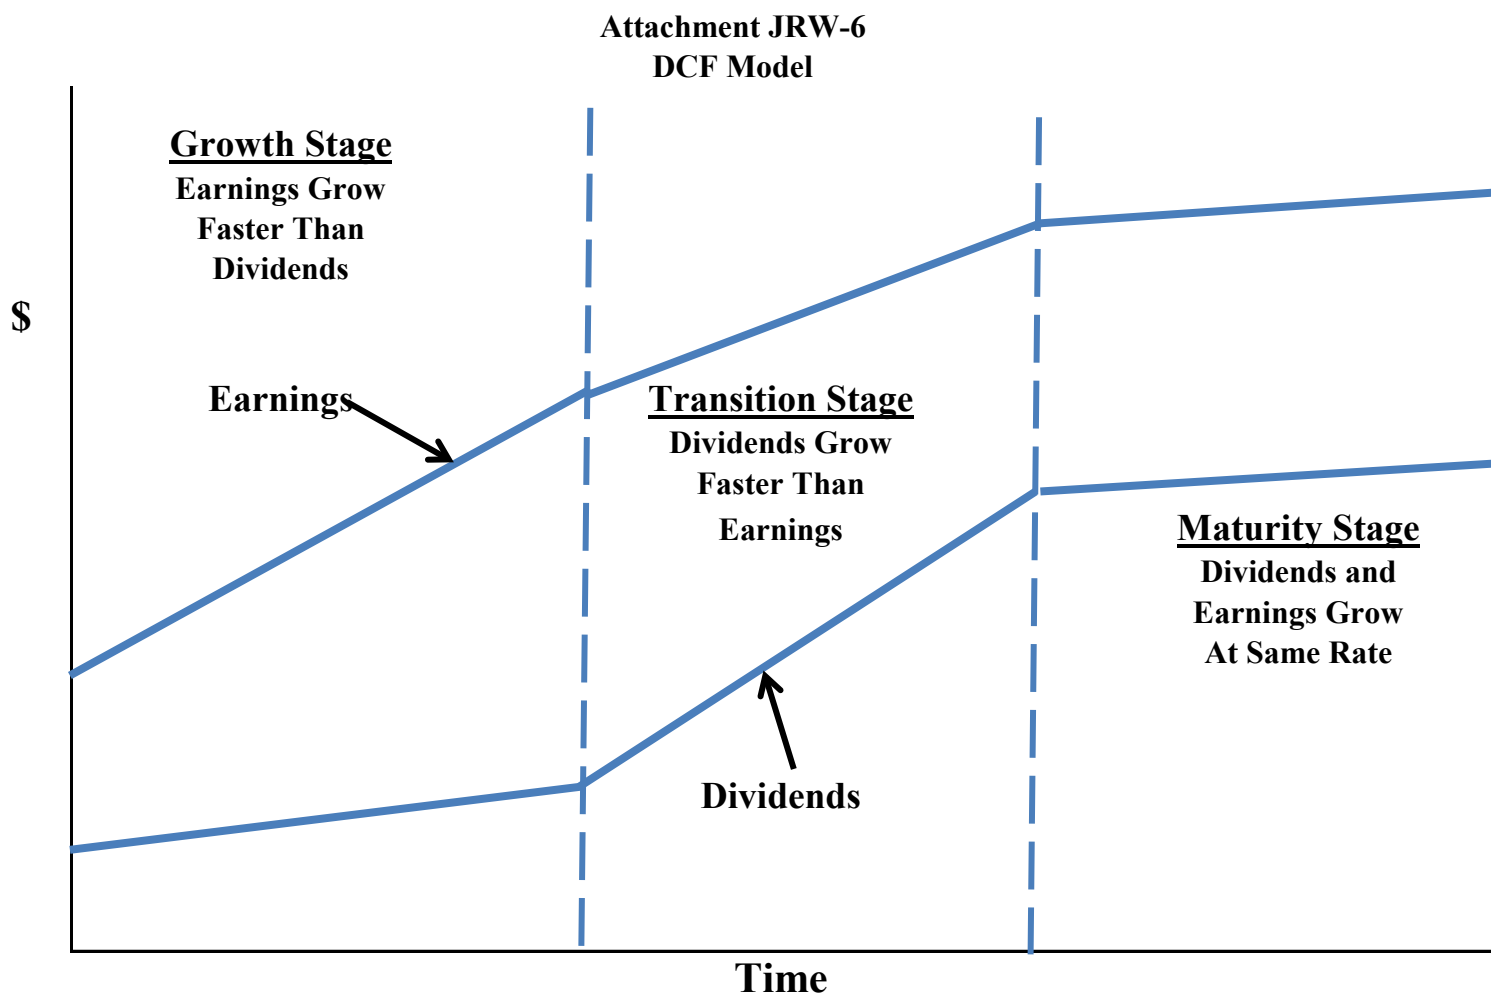 Attachment JRW-6
DCF Model
Growth Stage
Earnings Grow
Faster Than
Dividends
$
Earnings
Transition Stage
Dividends Grow
Faster Than
Earnings
Maturity Stage
Dividends and
Earnings Grow
At Same Rate
Dividends
Time